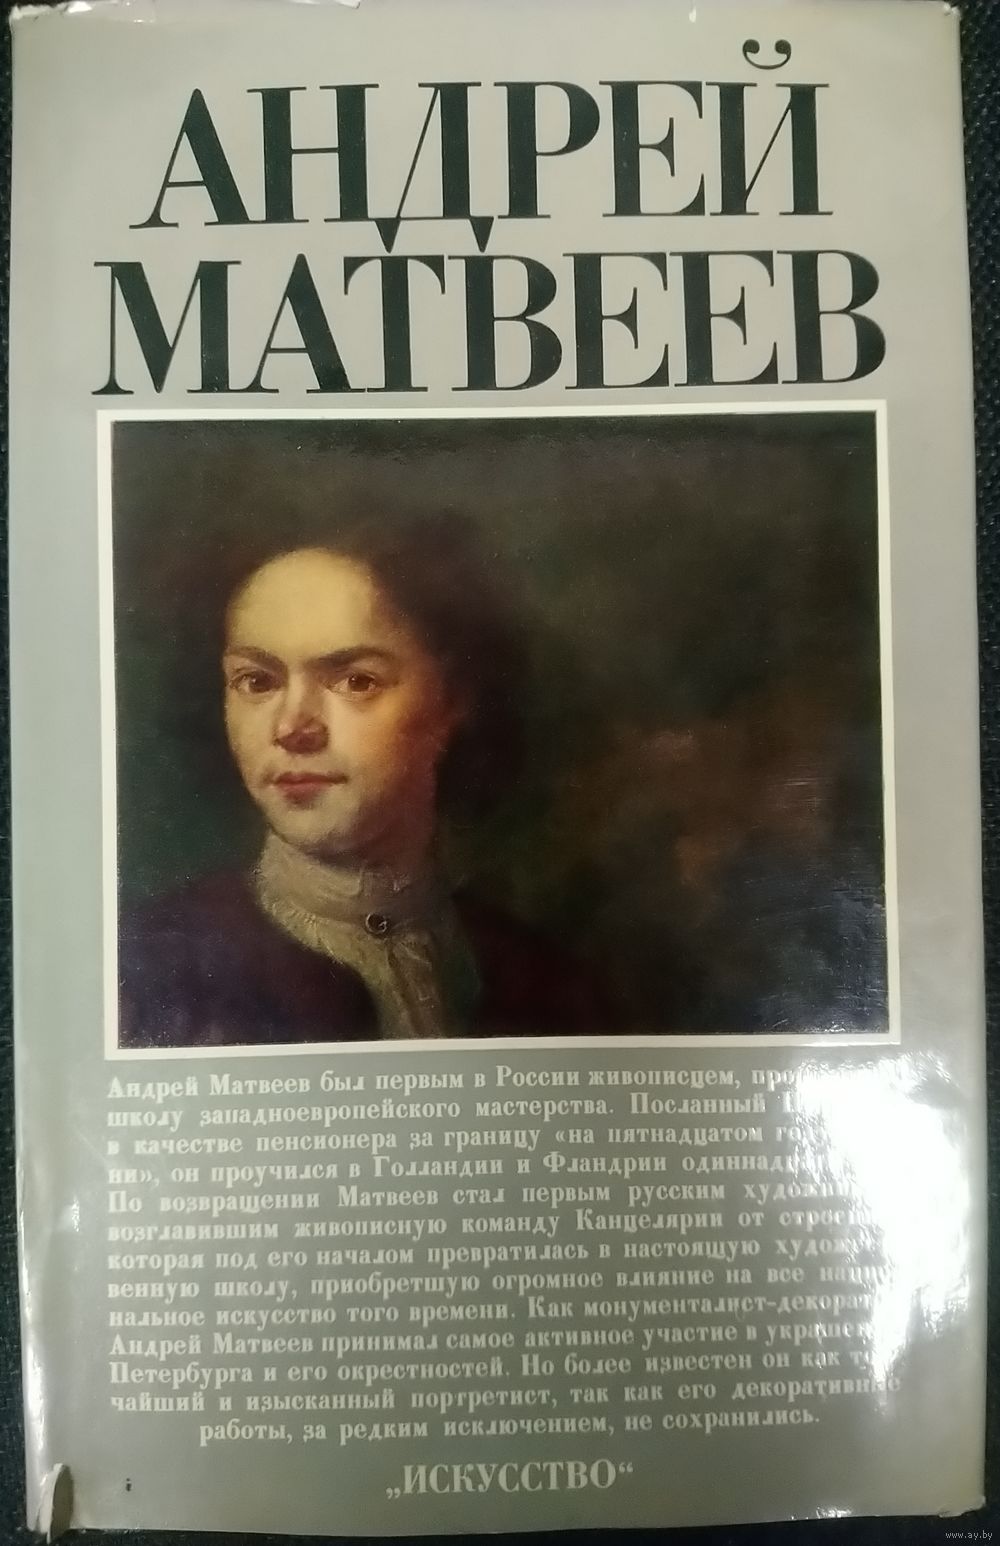 АНДРЕЙ
МАТВЕЕВ
Андрей Матвеев был первым в России живописцем,
школу западноевропейского мастерства. Посланный
в качестве пенсионера за границу «на пятнадцатом
ни», он проучился в Голландии и Фландрии
По возвращении Матвеев стал первым русским
возглавившим живописную команду Канцелярии от
которая под его началом превратилась в настоящую
венную школу, приобретшую огромное влияние на все
нальное искусство того времени. Как
Андрей Матвеев принимал самое активное участие в
Петербурга и его окрестностей. Но более известен он как
чайший и изысканный портретист, так как его декоративные
работы, за редким исключением, не сохранились.
„ИСКУССТВО“
www.ay.by